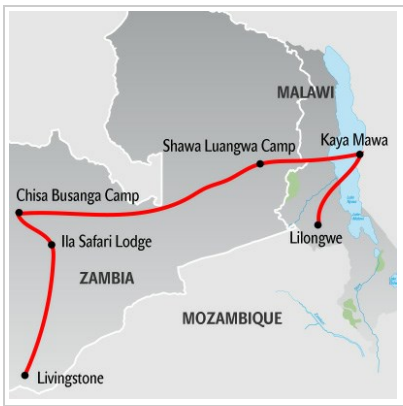 MALAWI
Kaya Mawa
Shawa Luangwa Camp
Chisa Busanga Camp
Lilongwe
Ila Safari Lodge
ZAMBIA
MOZAMBIQUE
Livingstone